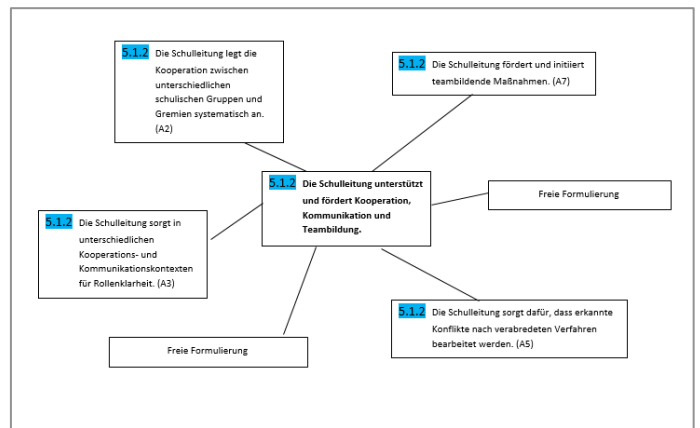 5.1.2 Die Schulleitung legt die
Kooperation zwischen
unterschiedlichen
schulischen Gruppen und
Gremien systematisch an.
(A2)
5.1.2 Die Schulleitung fördert und initiiert
teambildende Maßnahmen. (A7)
5.1.2 Die Schulleitung unterstützt
und fördert Kooperation,
Kommunikation und
Teambildung.
Freie Formulierung
5.1.2 Die Schulleitung sorgt in
unterschiedlichen
Kooperations- und
Kommunikationskontexten
für Rollenklarheit. (A3)
5.1.2 Die Schulleitung sorgt dafür, dass erkannte
Konflikte nach verabredeten Verfahren
bearbeitet werden. (A5)
Freie Formulierung